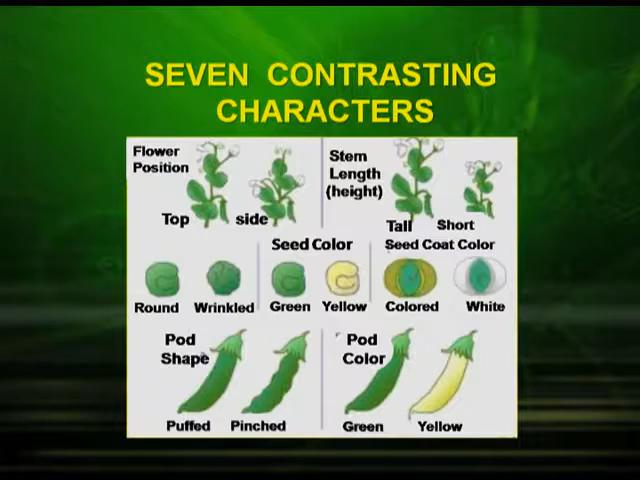 SEVEN CONTRASTING
CHARACTERS
Flower
Position
Top side
Stem
Length
(height)
Tall Short
Seed Color
Seed Coat Color
Round Wrinkled Green Yellow Colored White
Pod
Shape
Puffed Pinched
Pod
Color
Green Yellow